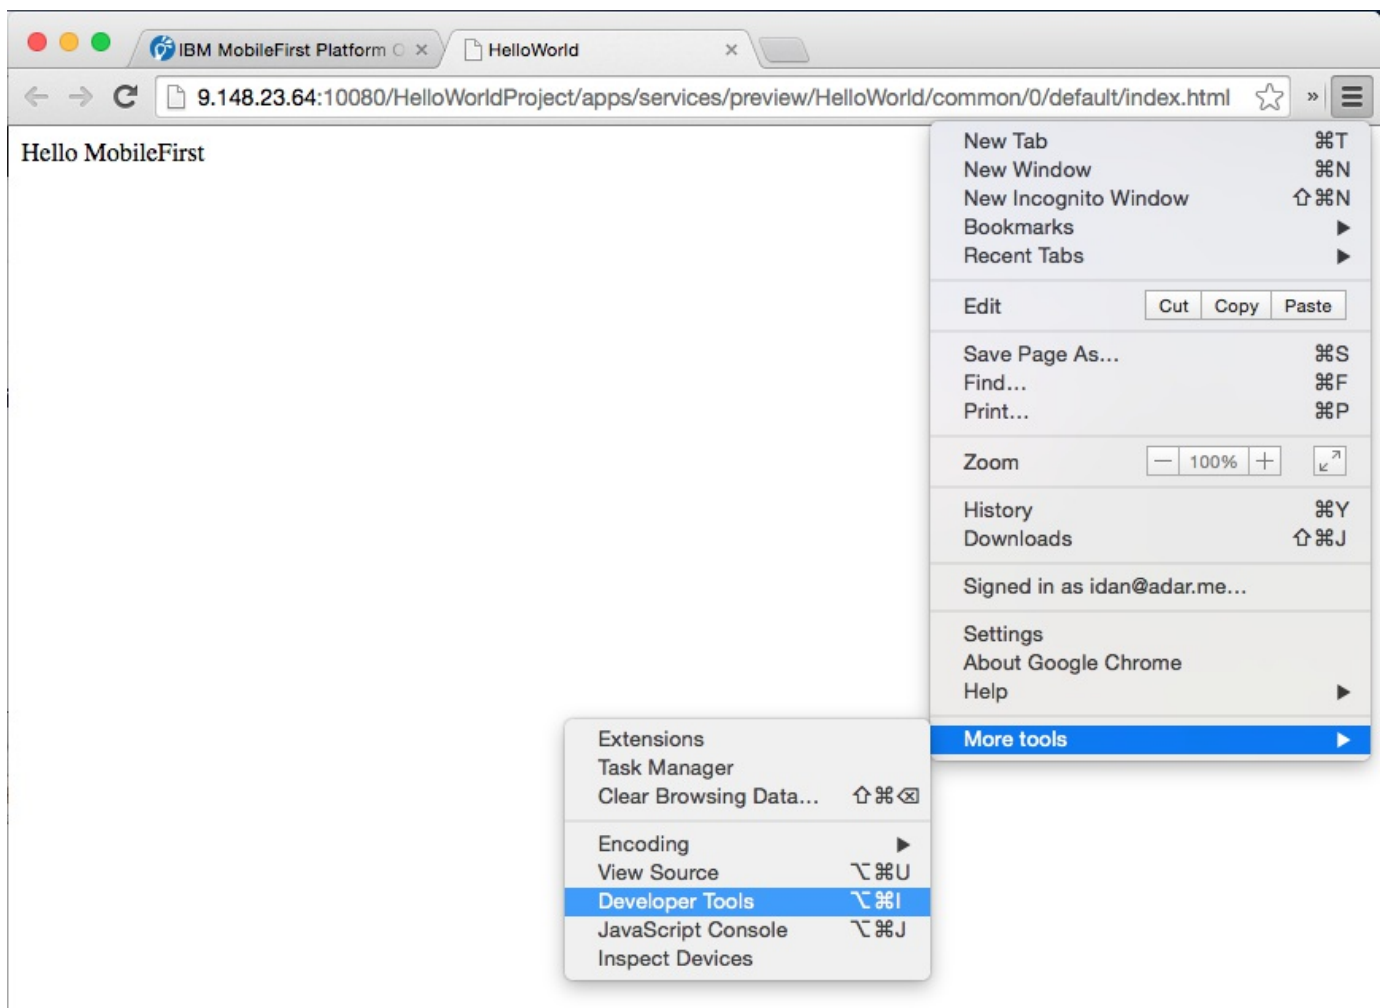 IBM MobileFirst Platform O × HelloWorld ×
9.148.23.64:10080/HelloWorldProject/apps/services/preview/HelloWorld/common/0/default/index.html »
Hello MobileFirst
New Tab ⌘T
New Window ⌘N
New Incognito Window ⇧⌘N
Bookmarks ▶
Recent Tabs ▶
Edit Cut Copy Paste
Save Page As... ⌘S
Find... ⌘F
Print... ⌘P
Zoom — 100% +
History ⌘Y
Downloads ⇧⌘J
Signed in as idan@adar.me...
Settings
About Google Chrome
Help ▶
More tools ▶
Extensions
Task Manager
Clear Browsing Data... ⇧⌘⌫
Encoding ▶
View Source ⌥⌘U
Developer Tools ⌥⌘I
JavaScript Console ⌥⌘J
Inspect Devices